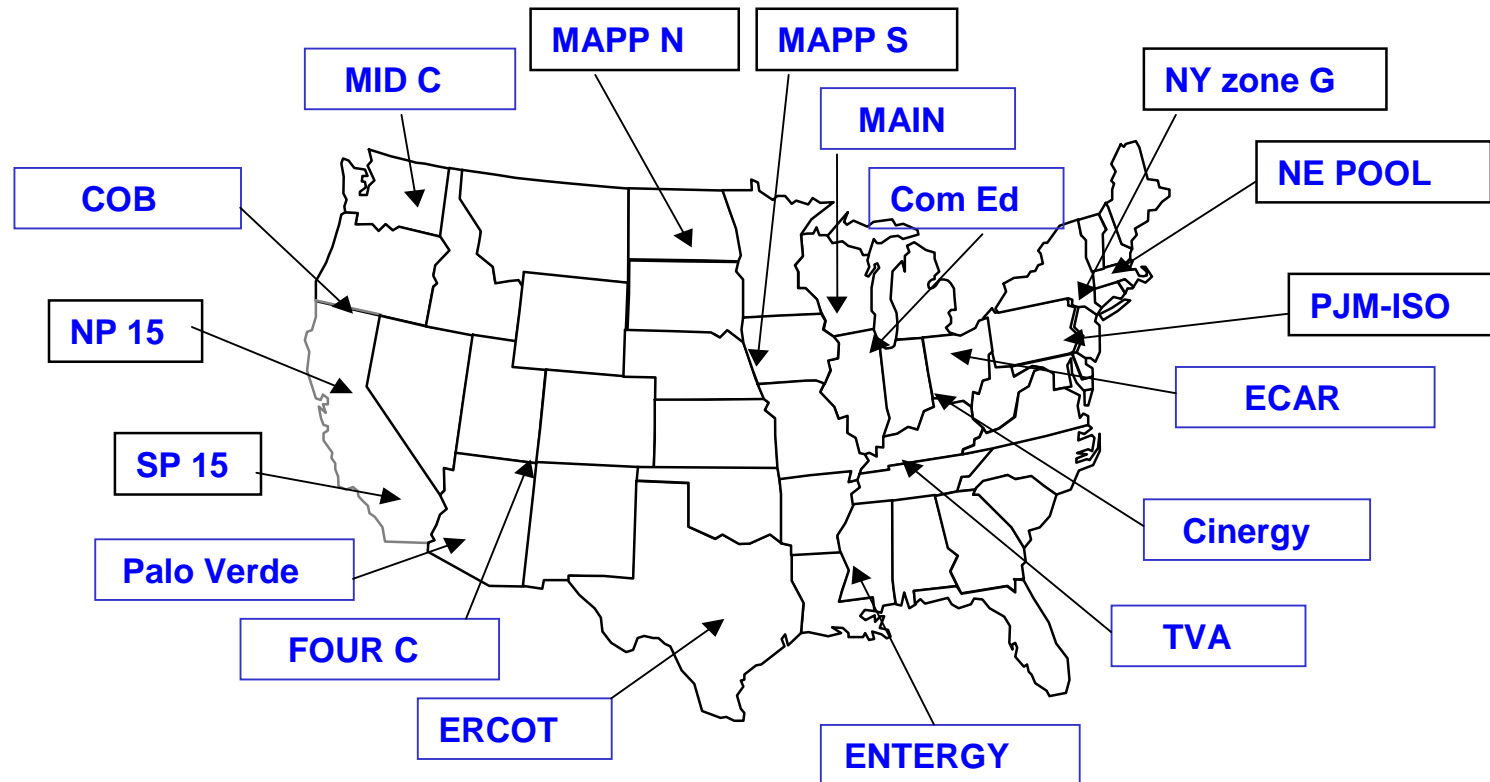 MAPP N
MAPP S
MID C
NY zone G
MAIN
NE POOL
COB
Com Ed
NP 15
PJM-ISO
ECAR
SP 15
Cinergy
Palo Verde
FOUR C
TVA
ERCOT
ENTERGY